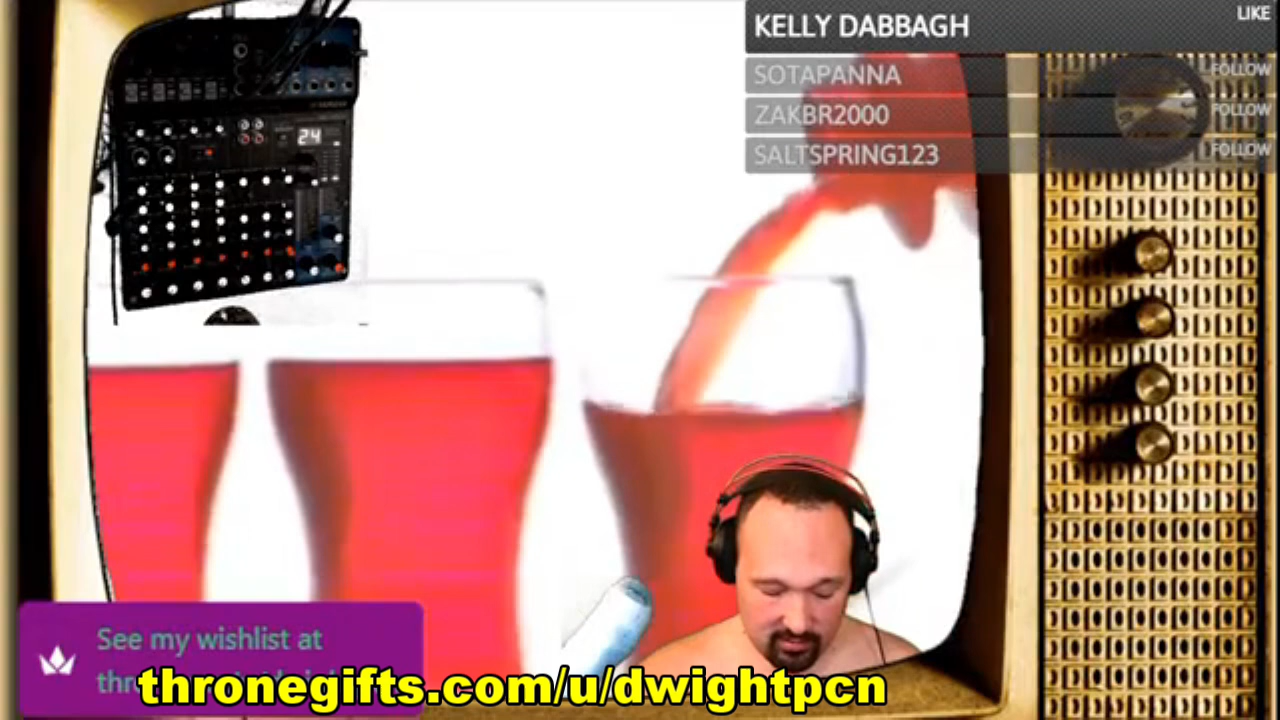 KELLY DABBAGH
LIKE
SOTAPANNA
FOLLOW
ZAKBR2000
FOLLOW
SALTSPRING123
FOLLOW
24
See my wishlist at
thronegifts.com/u/dwightpcn